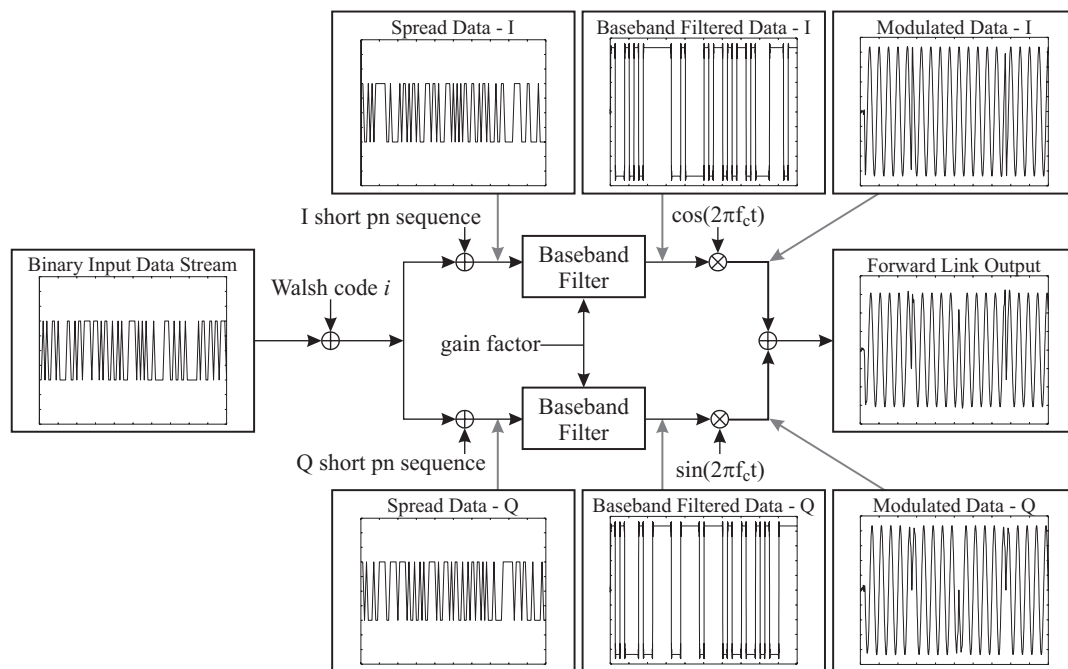 Spread Data - I
Baseband Filtered Data - I
Modulated Data - I
I short pn sequence
cos(2πf_ct)
Binary Input Data Stream
Walsh code i
Baseband
Filter
Forward Link Output
gain factor
Baseband
Filter
Q short pn sequence
sin(2πf_ct)
Spread Data - Q
Baseband Filtered Data - Q
Modulated Data - Q